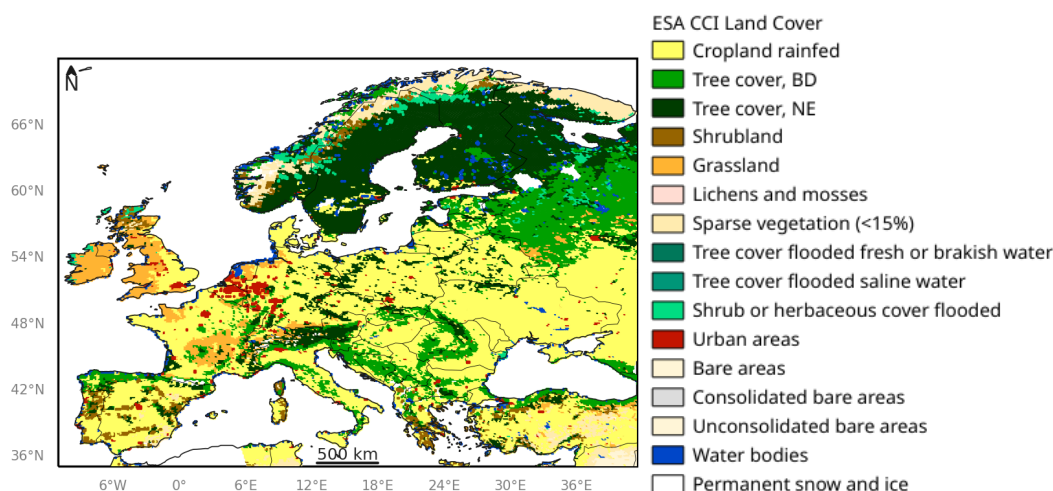 ESA CCI Land Cover
Cropland rainfed
Tree cover, BD
Tree cover, NE
Shrubland
Grassland
Lichens and mosses
Sparse vegetation (<15%)
Tree cover flooded fresh or brakish water
Tree cover flooded saline water
Shrub or herbaceous cover flooded
Urban areas
Bare areas
Consolidated bare areas
Unconsolidated bare areas
Water bodies
Permanent snow and ice
N
66°N
60°N
54°N
48°N
42°N
36°N
500 km
6°W 0° 6°E 12°E 18°E 24°E 30°E 36°E